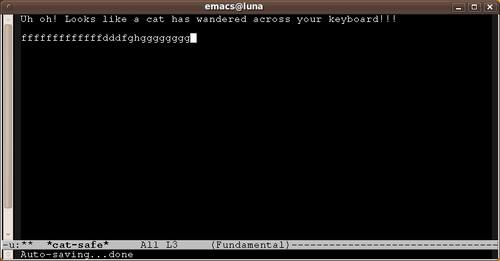 emacs@luna
Uh oh! Looks like a cat has wandered across your keyboard!!!
fffffffffffffdddfghggggggggg
-u:** *cat-safe* All L3 (Fundamental)--------------------------------------
Auto-saving...done